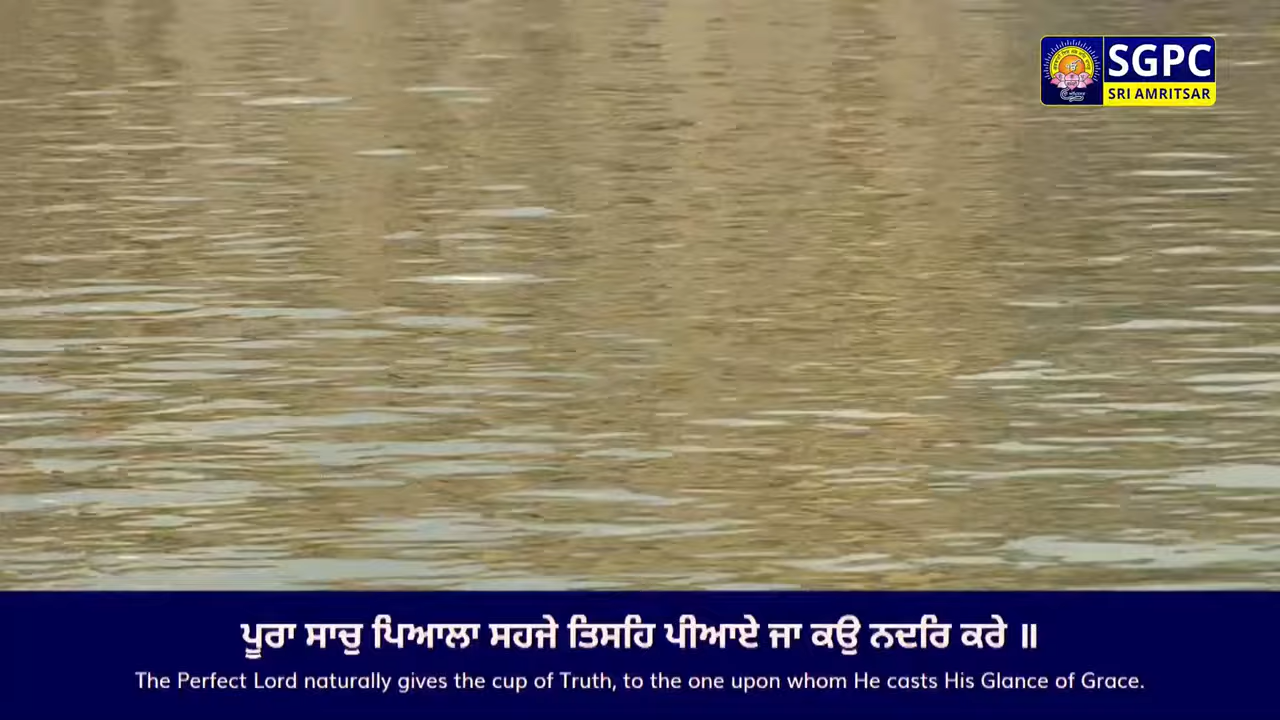 SGPC
SRI AMRITSAR
ਪੂਰਾ ਸਾਚੁ ਪਿਆਲਾ ਸਹਜੇ ਤਿਸਹਿ ਪੀਆਏ ਜਾ ਕਉ ਨਦਰਿ ਕਰੇ ॥
The Perfect Lord naturally gives the cup of Truth, to the one upon whom He casts His Glance of Grace.